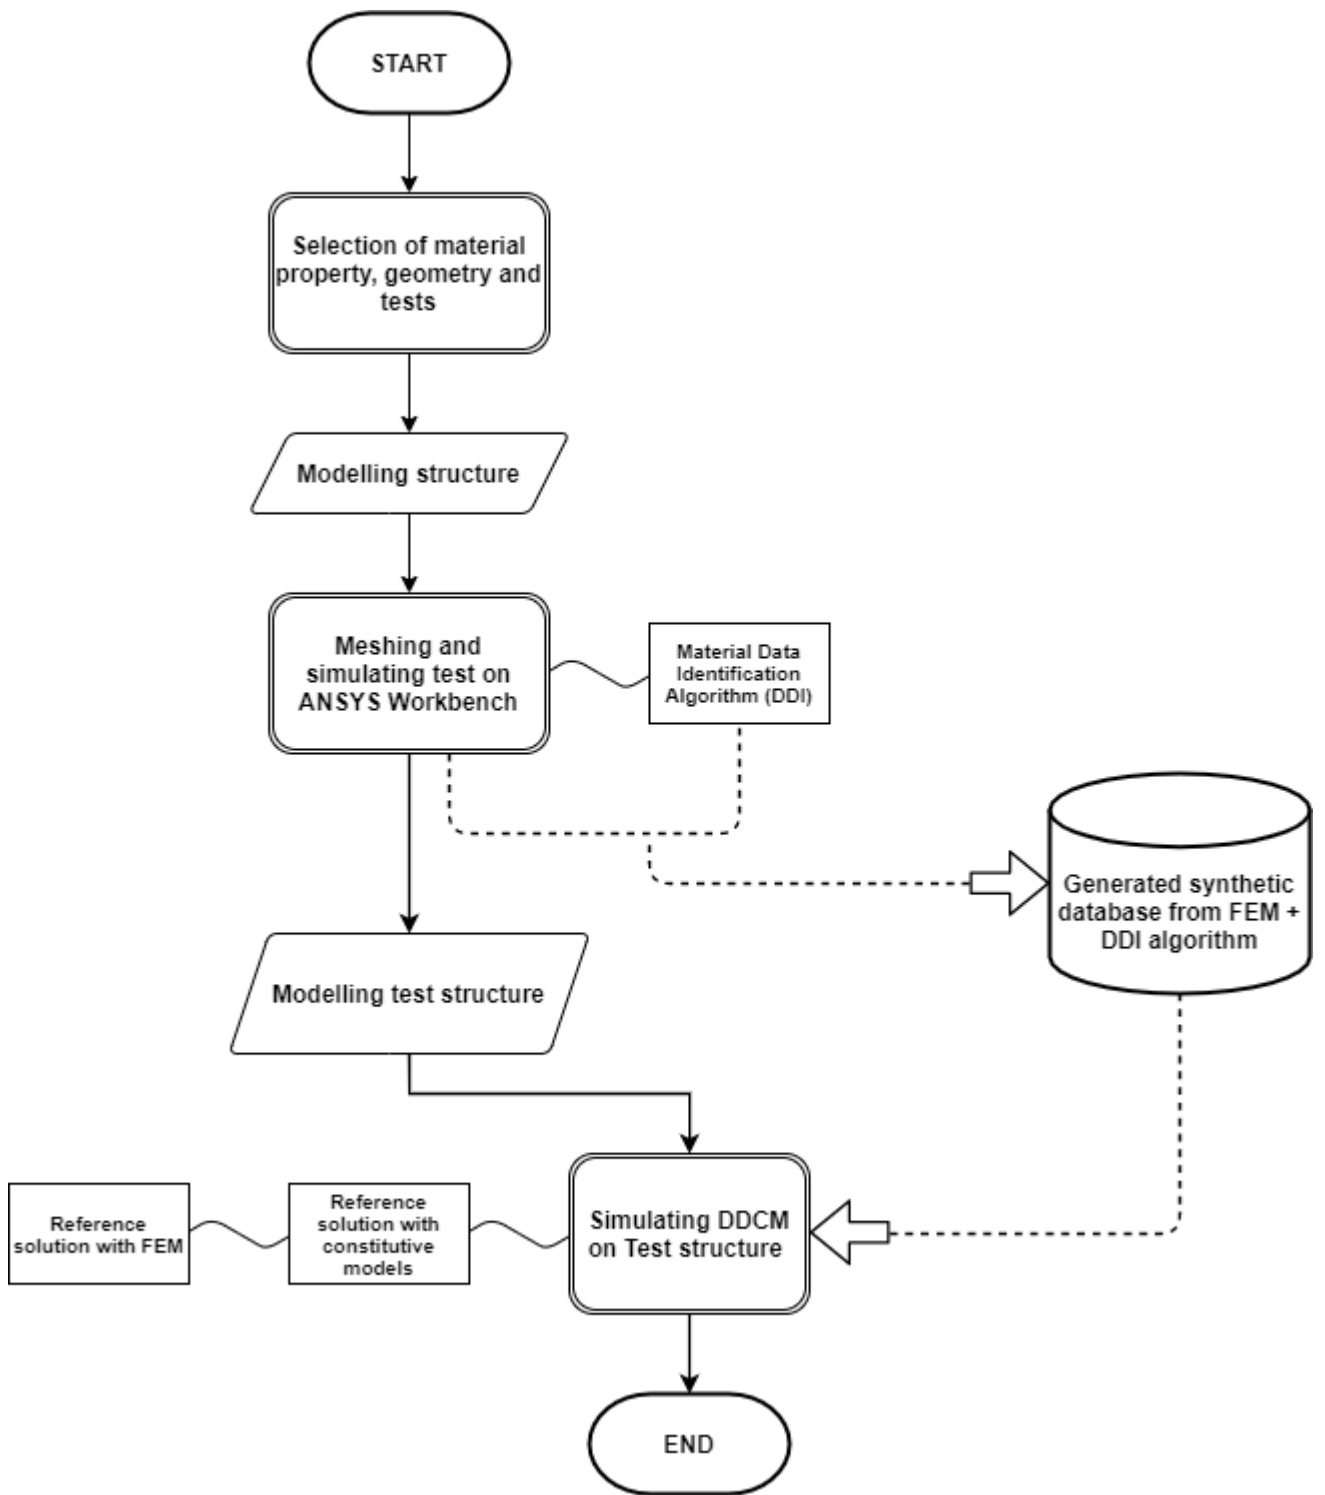 START
Selection of material
property, geometry and
tests
Modelling structure
Meshing and
simulating test on
ANSYS Workbench
Material Data
Identification
Algorithm (DDI)
Generated synthetic
database from FEM +
DDI algorithm
Modelling test structure
Reference
solution with FEM
Reference
solution with
constitutive
models
Simulating DDCM
on Test structure
END